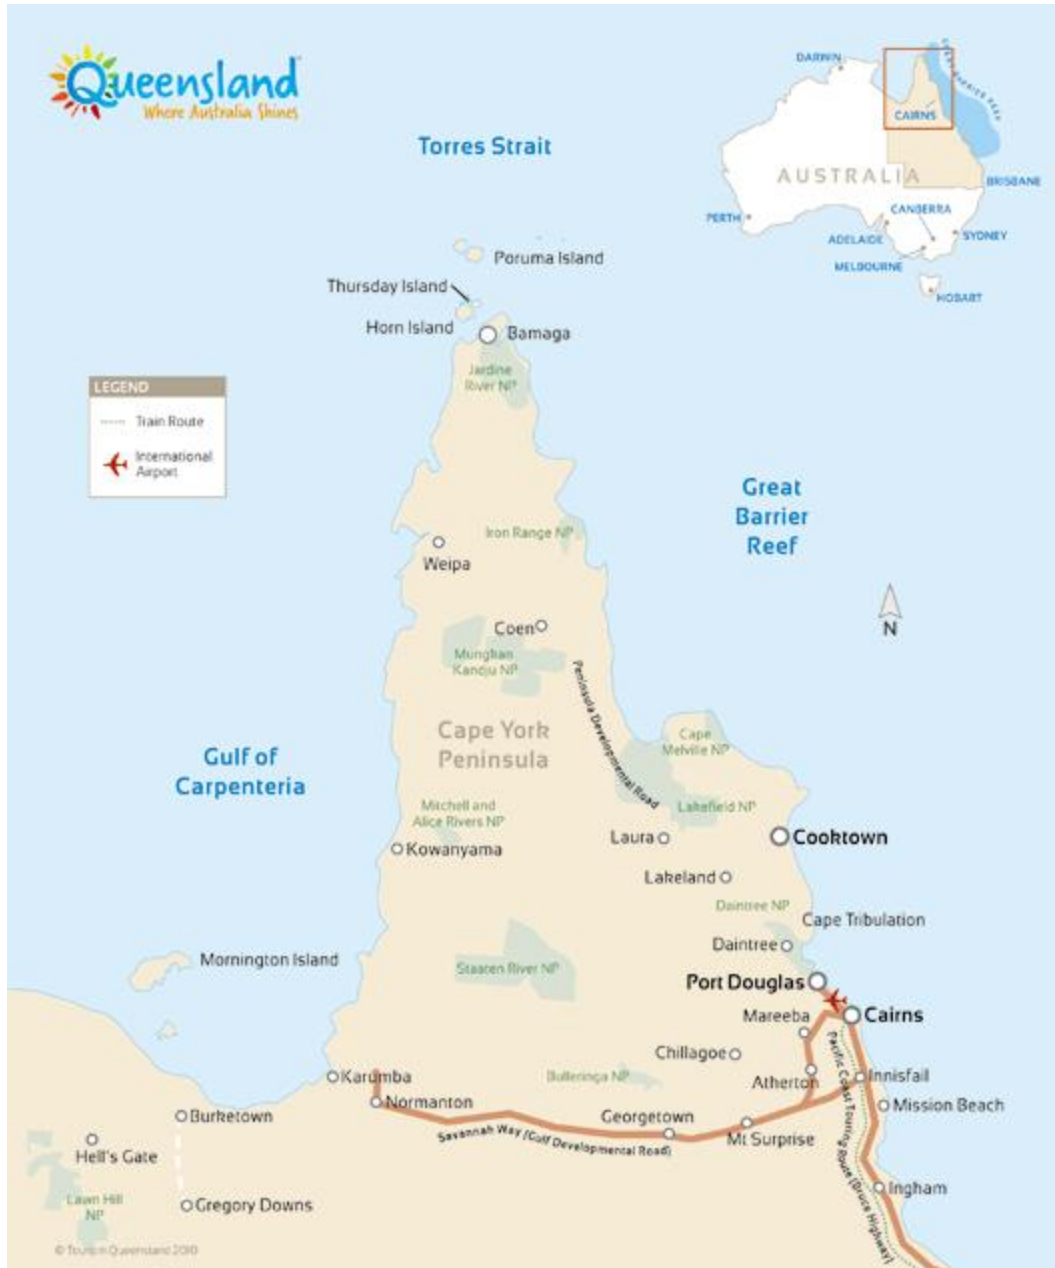 Queensland
Where Australia Shines
DARWIN
GREAT BARRIER REEF
CAIRNS
AUSTRALIA
BRISBANE
PERTH
CANBERRA
ADELAIDE
SYDNEY
MELBOURNE
HOBART
Torres Strait
Poruma Island
Thursday Island
Horn Island
Bamaga
Jardine
River NP
LEGEND
Train Route
International
Airport
Great
Barrier
Reef
Iron Range NP
Weipa
N
Coen
Mungkan
Kandju NP
Peninsula Developmental Road
Cape York
Peninsula
Cape
Melville NP
Gulf of
Carpenteria
Mitchell and
Alice Rivers NP
Lakefield NP
Laura
Cooktown
Kowanyama
Lakeland
Daintree NP
Cape Tribulation
Daintree
Mornington Island
Staaten River NP
Port Douglas
Mareeba
Cairns
Chillagoe
Pacific Coast Touring Route (Bruce Highway)
Karumba
Bulleringa NP
Atherton
Innisfail
Normanton
Mission Beach
Burketown
Georgetown
Savannah Way (Gulf Developmental Road)
Mt Surprise
Hell's Gate
Ingham
Lawn Hill
NP
Gregory Downs
© Tourism Queensland 2010